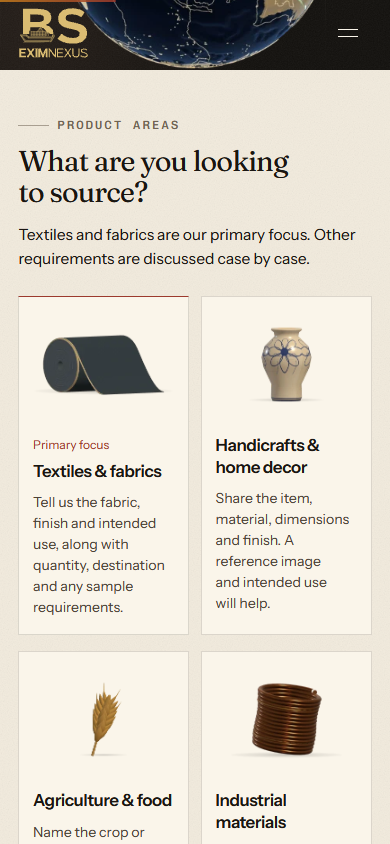 BS
EXIMNEXUS
PRODUCT AREAS
What are you looking
to source?
Textiles and fabrics are our primary focus. Other
requirements are discussed case by case.
Primary focus
Textiles & fabrics
Tell us the fabric,
finish and intended
use, along with
quantity, destination
and any sample
requirements.
Handicrafts &
home decor
Share the item,
material, dimensions
and finish. A
reference image
and intended use
will help.
Agriculture & food
Name the crop or
Industrial
materials